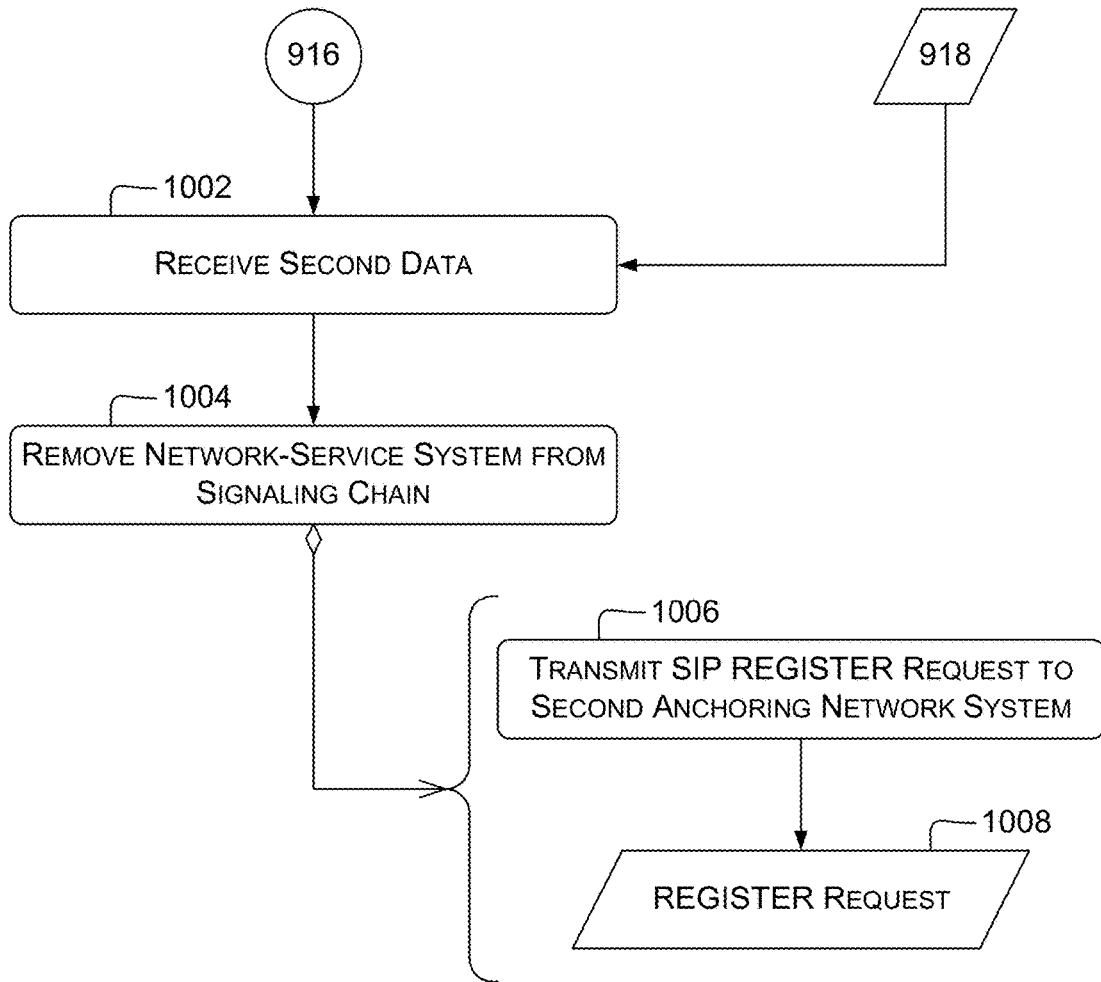 916
918
1002
RECEIVE SECOND DATA
1004
REMOVE NETWORK-SERVICE SYSTEM FROM
SIGNALING CHAIN
1006
TRANSMIT SIP REGISTER REQUEST TO
SECOND ANCHORING NETWORK SYSTEM
1008
REGISTER REQUEST